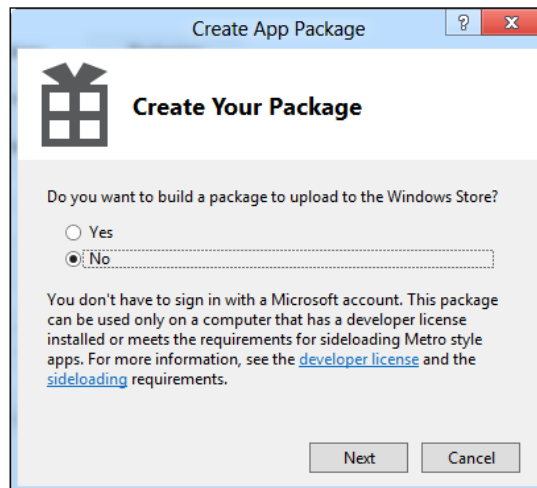 Create App Package
?
x
Create Your Package
Do you want to build a package to upload to the Windows Store?
Yes
No
You don't have to sign in with a Microsoft account. This package
can be used only on a computer that has a developer license
installed or meets the requirements for sideloading Metro style
apps. For more information, see the developer license and the
sideloading requirements.
Next
Cancel